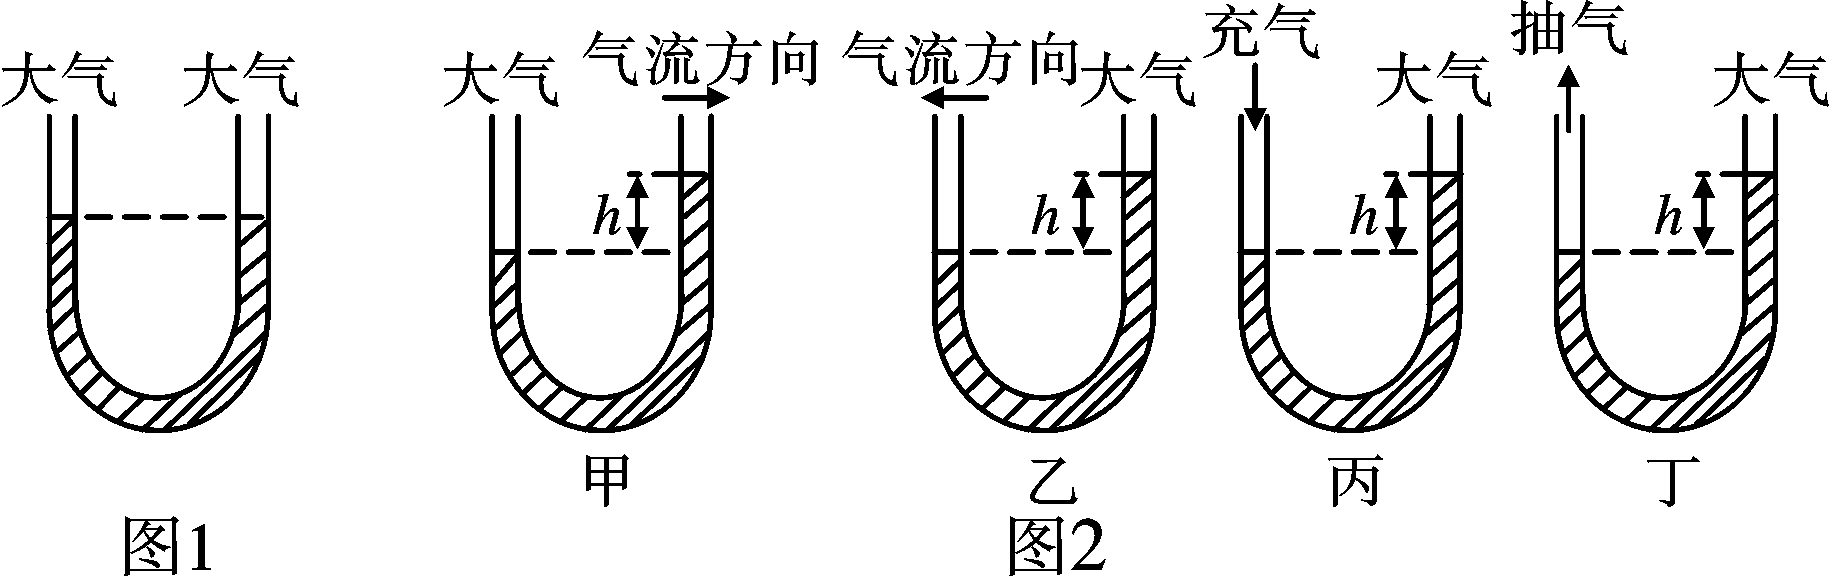 大气 大气
图1
大气 气流方向
h
甲
气流方向 大气
h
乙
充气 大气
h
丙
抽气 大气
h
丁
图2